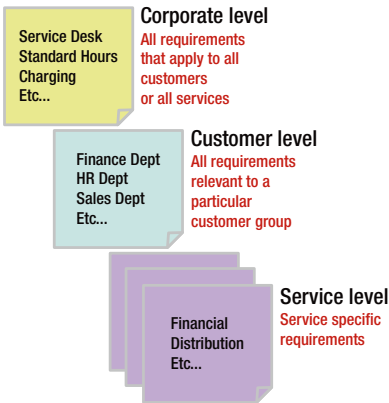 Service Desk
Standard Hours
Charging
Etc...
Corporate level
All requirements
that apply to all
customers
or all services
Finance Dept
HR Dept
Sales Dept
Etc...
Customer level
All requirements
relevant to a
particular
customer group
Financial
Distribution
Etc...
Service level
Service specific
requirements